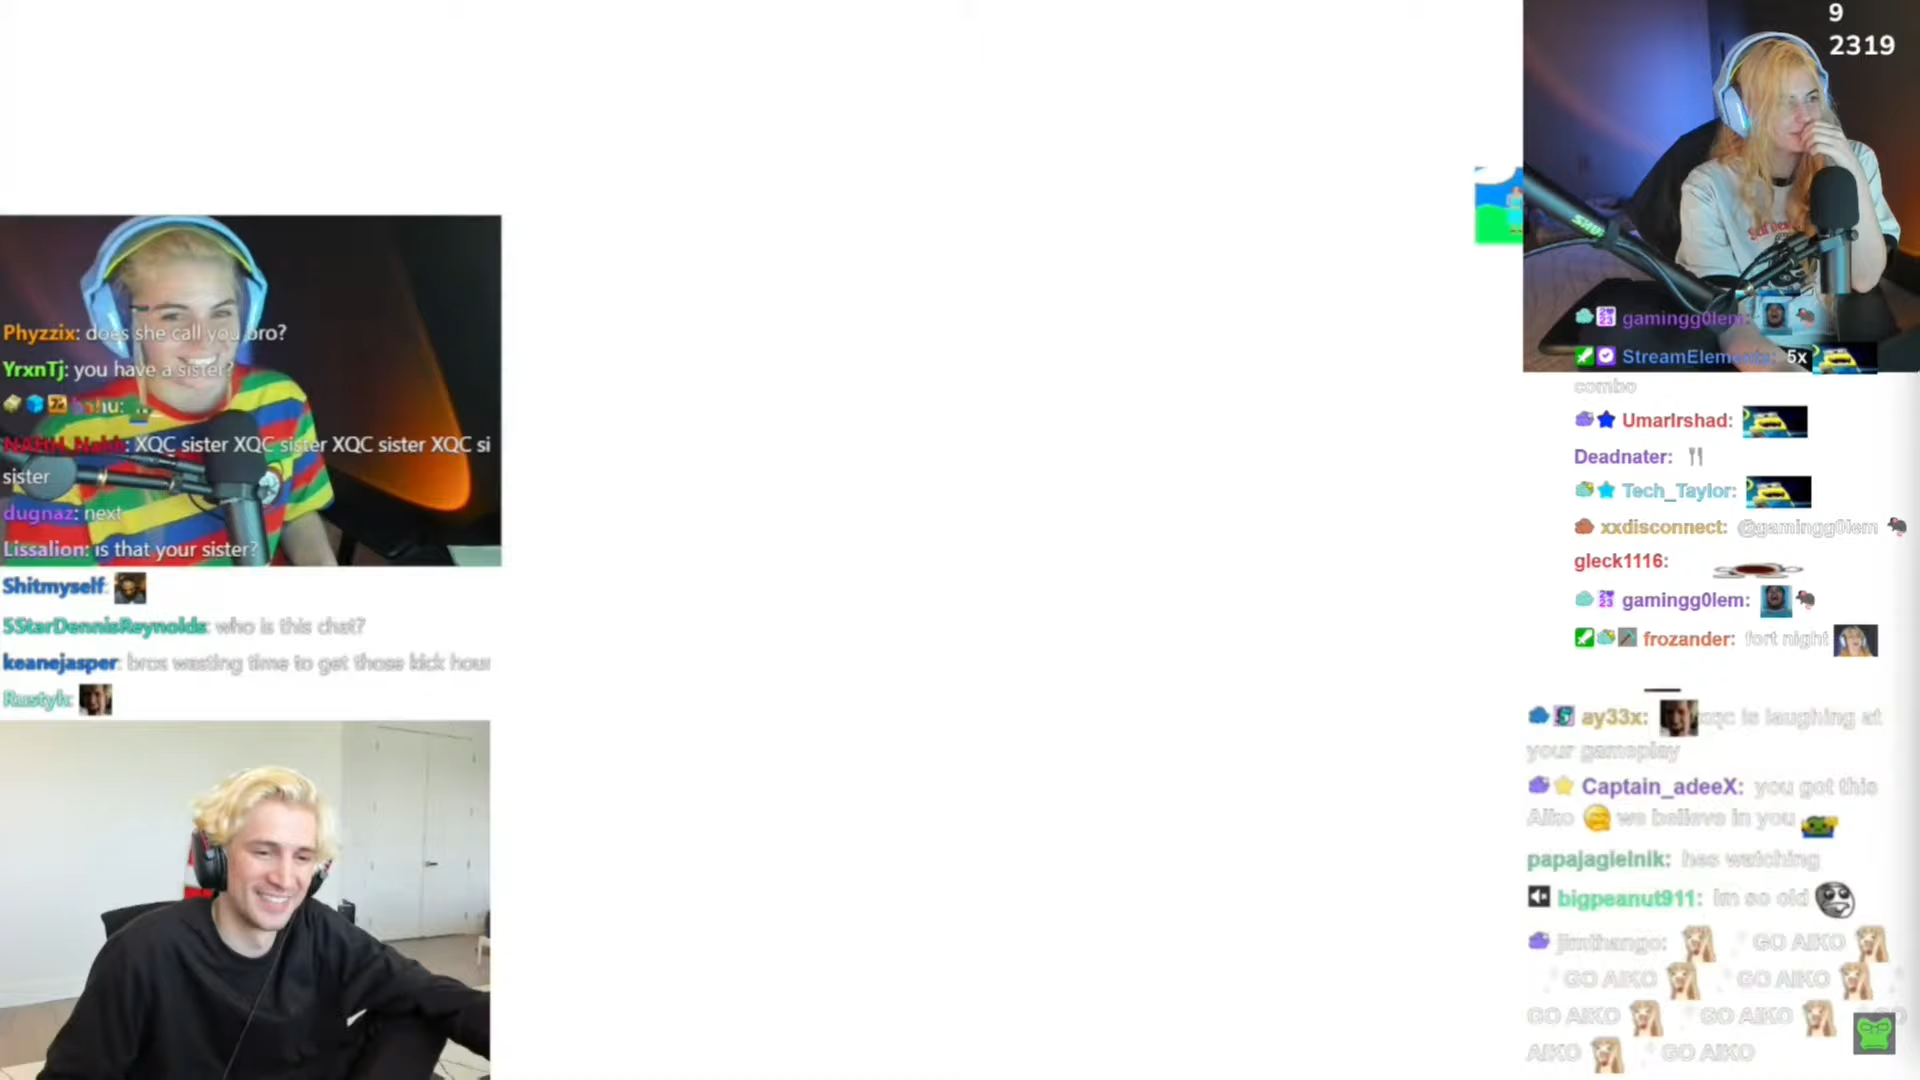 9
2319
Phyzzix: does she call you bro?
YrxnTj: you have a sister?
XQC sister XQC sister XQC sister XQC si
sister
dugnaz: next
Lissalion: is that your sister?
Shitmyself:
5StarDennisReynolds: who is this chat?
keanejasper: bros wasting time to get those kick hour
Rustyh:
gamingg0lem:
StreamElements: 5x
combo
UmarIrshad:
Deadnater:
Tech_Taylor:
xxdisconnect: @gamingg0lem
gleck1116:
gamingg0lem:
frozander: fort night
ay33x: xqc is laughing at
your gameplay
Captain_adeeX: you got this
Aiko we believe in you
papajagielnik: hes watching
bigpeanut911: Im so old
jimthango: GO AIKO
GO AIKO GO AIKO
GO AIKO GO AIKO GO
AIKO GO AIKO